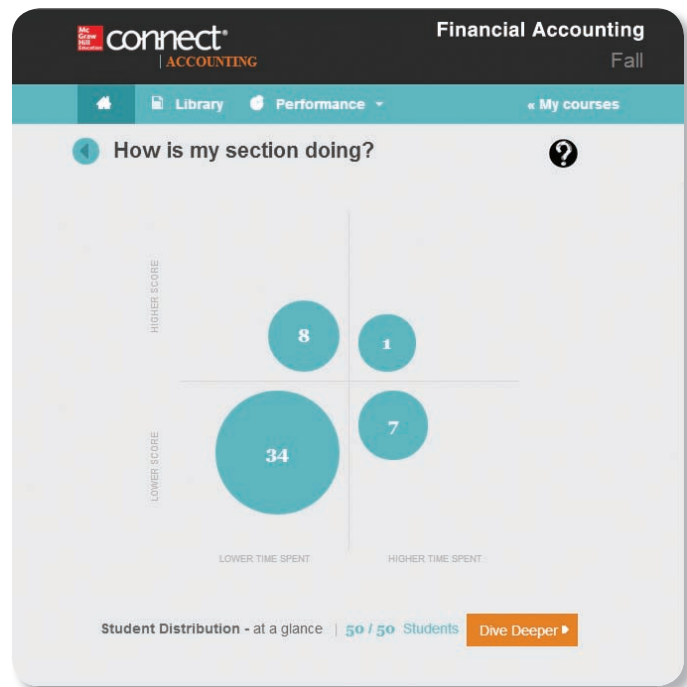 Mc Graw Hill Education
connect®
| ACCOUNTING
Financial Accounting
Fall
Library
Performance
« My courses
How is my section doing?
?
HIGHER SCORE
8
1
LOWER SCORE
34
7
LOWER TIME SPENT
HIGHER TIME SPENT
Student Distribution - at a glance | 50 / 50 Students
Dive Deeper